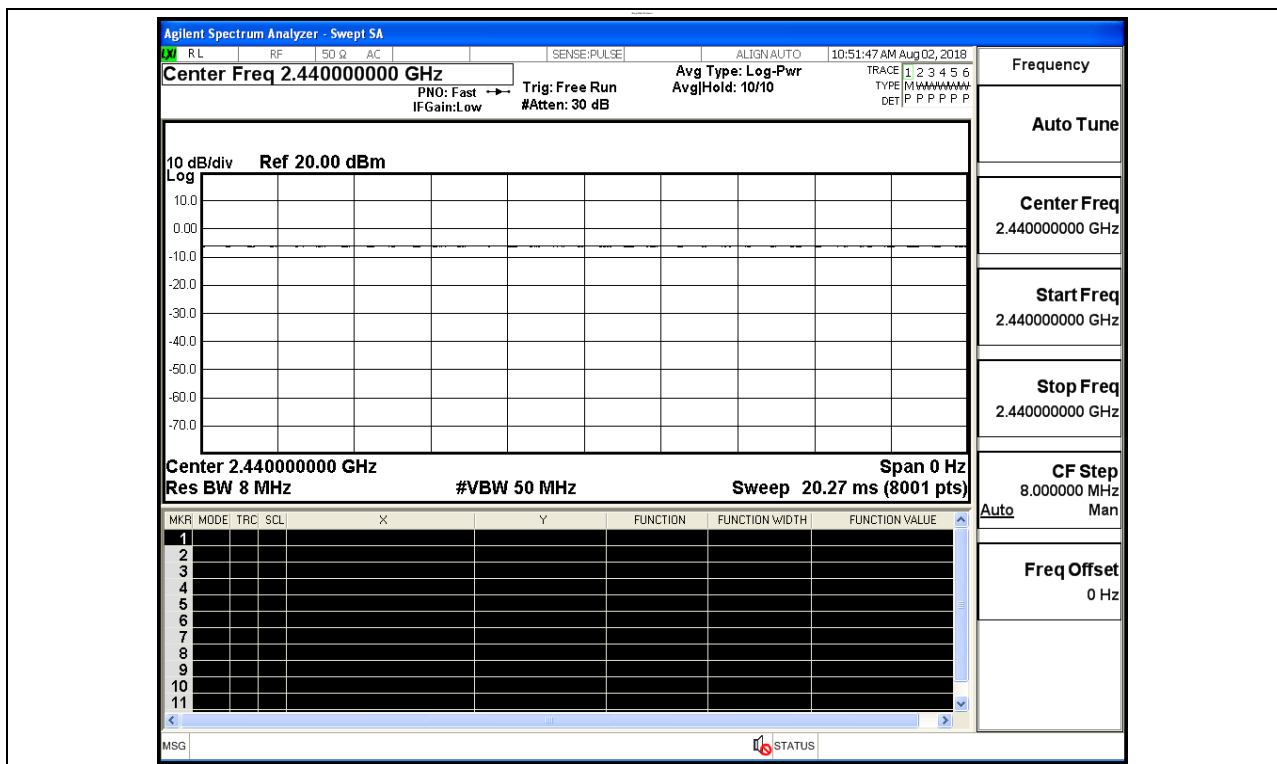 Agilent Spectrum Analyzer - Swept SA
LXI RL RF 50 Ω AC SENSE:PULSE ALIGN AUTO 10:51:47 AM Aug 02, 2018
Center Freq 2.440000000 GHz
PNO: Fast
IFGain:Low
Trig: Free Run
#Atten: 30 dB
Avg Type: Log-Pwr
Avg|Hold: 10/10
TRACE 1 2 3 4 5 6
TYPE M W W W W W
DET P P P P P P
10 dB/div
Log
Ref 20.00 dBm
10.0
0.00
-10.0
-20.0
-30.0
-40.0
-50.0
-60.0
-70.0
Center 2.440000000 GHz
Span 0 Hz
Res BW 8 MHz
#VBW 50 MHz
Sweep 20.27 ms (8001 pts)
MKR MODE TRC SCL X Y FUNCTION FUNCTION WIDTH FUNCTION VALUE
1
2
3
4
5
6
7
8
9
10
11
MSG
STATUS
Frequency
Auto Tune
Center Freq
2.440000000 GHz
Start Freq
2.440000000 GHz
Stop Freq
2.440000000 GHz
CF Step
8.000000 MHz
Auto Man
Freq Offset
0 Hz